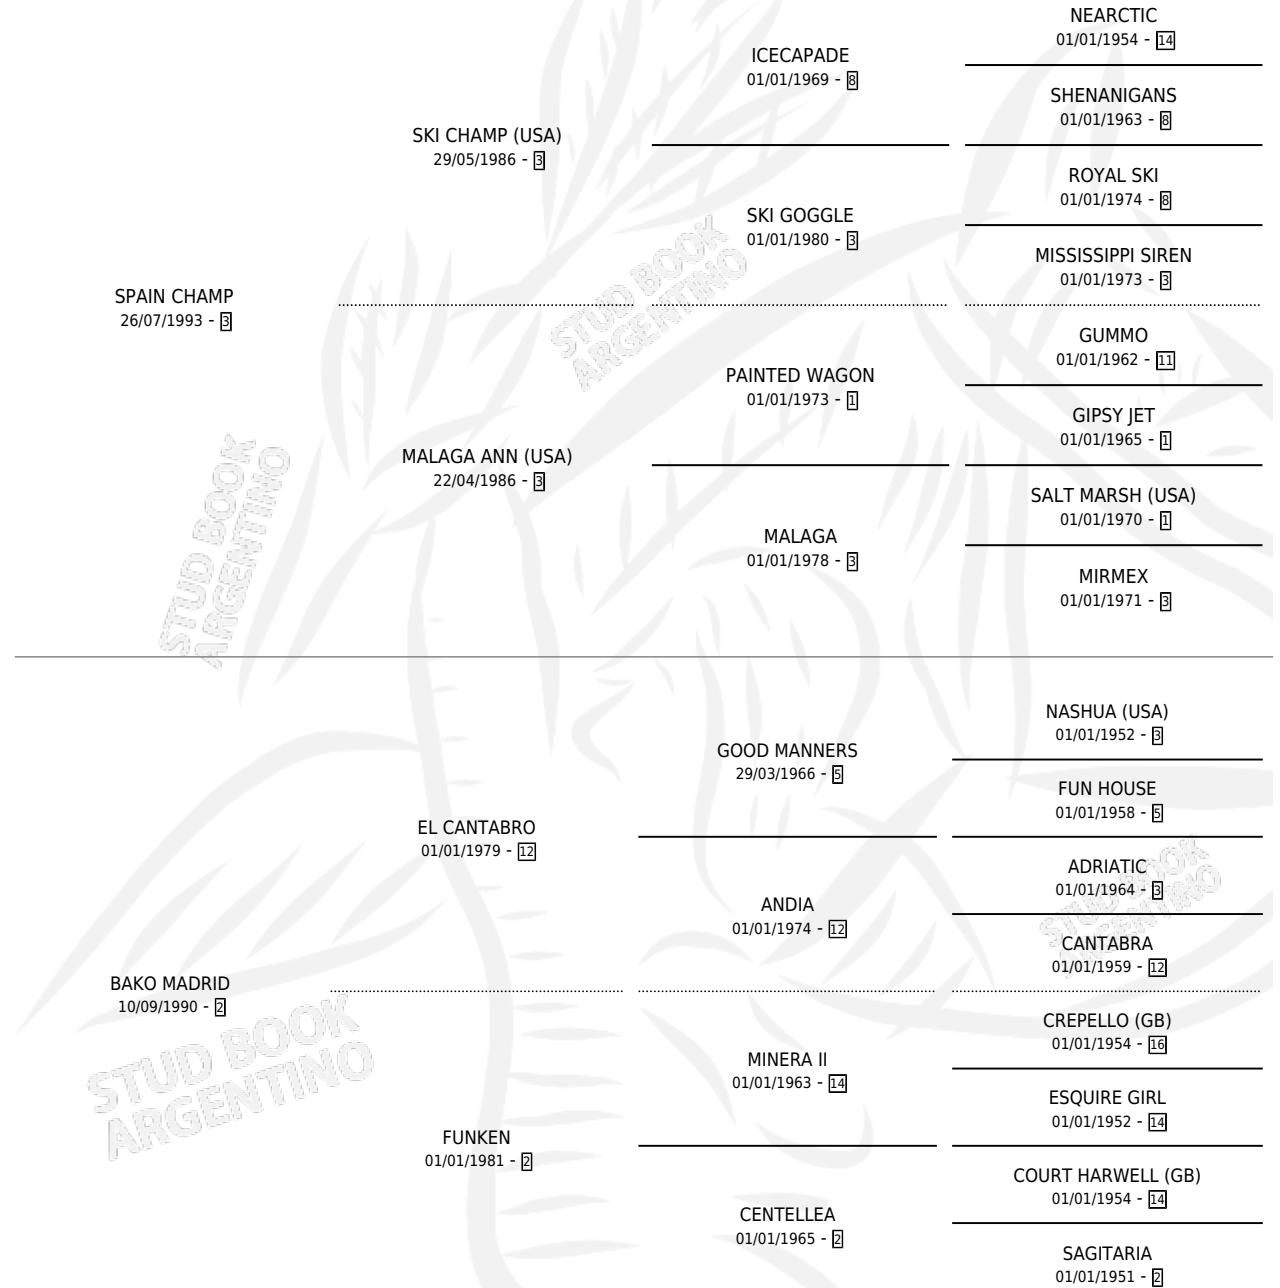 NEARCTIC
01/01/1954 - 14
ICECAPADE
01/01/1969 - 8
SHENANIGANS
01/01/1963 - 8
SKI CHAMP (USA)
29/05/1986 - 3
ROYAL SKI
01/01/1974 - 8
SKI GOGGLE
01/01/1980 - 3
MISSISSIPPI SIREN
01/01/1973 - 3
SPAIN CHAMP
26/07/1993 - 3
GUMMO
01/01/1962 - 11
PAINTED WAGON
01/01/1973 - 1
GIPSY JET
01/01/1965 - 1
MALAGA ANN (USA)
22/04/1986 - 3
SALT MARSH (USA)
01/01/1970 - 1
MALAGA
01/01/1978 - 3
MIRMEX
01/01/1971 - 3
NASHUA (USA)
01/01/1952 - 3
GOOD MANNERS
29/03/1966 - 5
FUN HOUSE
01/01/1958 - 5
EL CANTABRO
01/01/1979 - 12
ADRIATIC
01/01/1964 - 3
ANDIA
01/01/1974 - 12
CANTABRA
01/01/1959 - 12
BAKO MADRID
10/09/1990 - 2
CREPELLO (GB)
01/01/1954 - 16
MINERA II
01/01/1963 - 14
ESQUIRE GIRL
01/01/1952 - 14
FUNKEN
01/01/1981 - 2
COURT HARWELL (GB)
01/01/1954 - 14
CENTELLEA
01/01/1965 - 2
SAGITARIA
01/01/1951 - 2
STUD BOOK
ARGENTINO
STUD BOOK
ARGENTINO
STUD BOOK
ARGENTINO
STUD BOOK
ARGENTINO